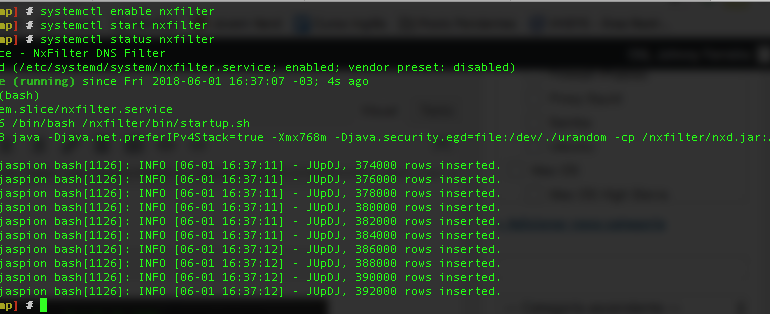 mp] # systemctl enable nxfilter
mp] # systemctl start nxfilter
mp] # systemctl status nxfilter
ce - NxFilter DNS Filter
d (/etc/systemd/system/nxfilter.service; enabled; vendor preset: disabled)
e (running) since Fri 2018-06-01 16:37:07 -03; 4s ago
(bash)
em.slice/nxfilter.service
6 /bin/bash /nxfilter/bin/startup.sh
8 java -Djava.net.preferIPv4Stack=true -Xmx768m -Djava.security.egd=file:/dev/./urandom -cp /nxfilter/nxd.jar:
jaspion bash[1126]: INFO [06-01 16:37:11] - JUpDJ, 374000 rows inserted.
jaspion bash[1126]: INFO [06-01 16:37:11] - JUpDJ, 376000 rows inserted.
jaspion bash[1126]: INFO [06-01 16:37:11] - JUpDJ, 378000 rows inserted.
jaspion bash[1126]: INFO [06-01 16:37:11] - JUpDJ, 380000 rows inserted.
jaspion bash[1126]: INFO [06-01 16:37:11] - JUpDJ, 382000 rows inserted.
jaspion bash[1126]: INFO [06-01 16:37:11] - JUpDJ, 384000 rows inserted.
jaspion bash[1126]: INFO [06-01 16:37:12] - JUpDJ, 386000 rows inserted.
jaspion bash[1126]: INFO [06-01 16:37:12] - JUpDJ, 388000 rows inserted.
jaspion bash[1126]: INFO [06-01 16:37:12] - JUpDJ, 390000 rows inserted.
jaspion bash[1126]: INFO [06-01 16:37:12] - JUpDJ, 392000 rows inserted.
mp] #